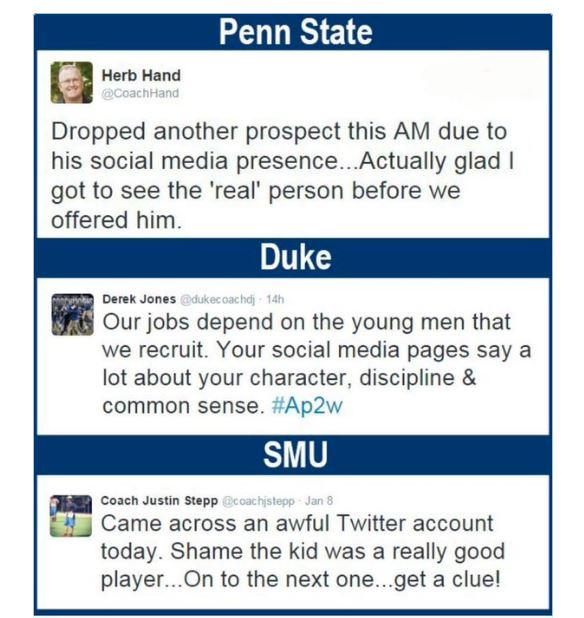 Penn State
Herb Hand
@CoachHand
Dropped another prospect this AM due to
his social media presence...Actually glad I
got to see the 'real' person before we
offered him.
Duke
Derek Jones @dukecoachdj · 14h
Our jobs depend on the young men that
we recruit. Your social media pages say a
lot about your character, discipline &
common sense. #Ap2w
SMU
Coach Justin Stepp @coachjstepp · Jan 8
Came across an awful Twitter account
today. Shame the kid was a really good
player...On to the next one...get a clue!